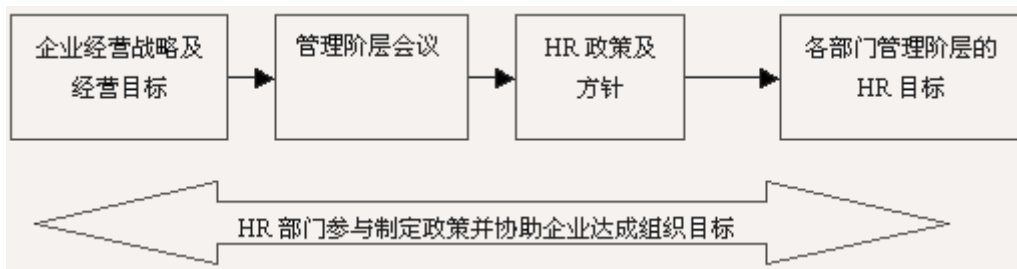 企业经营战略及
经营目标
管理阶层会议
HR 政策及
方针
各部门管理阶层的
HR 目标
HR 部门参与制定政策并协助企业达成组织目标